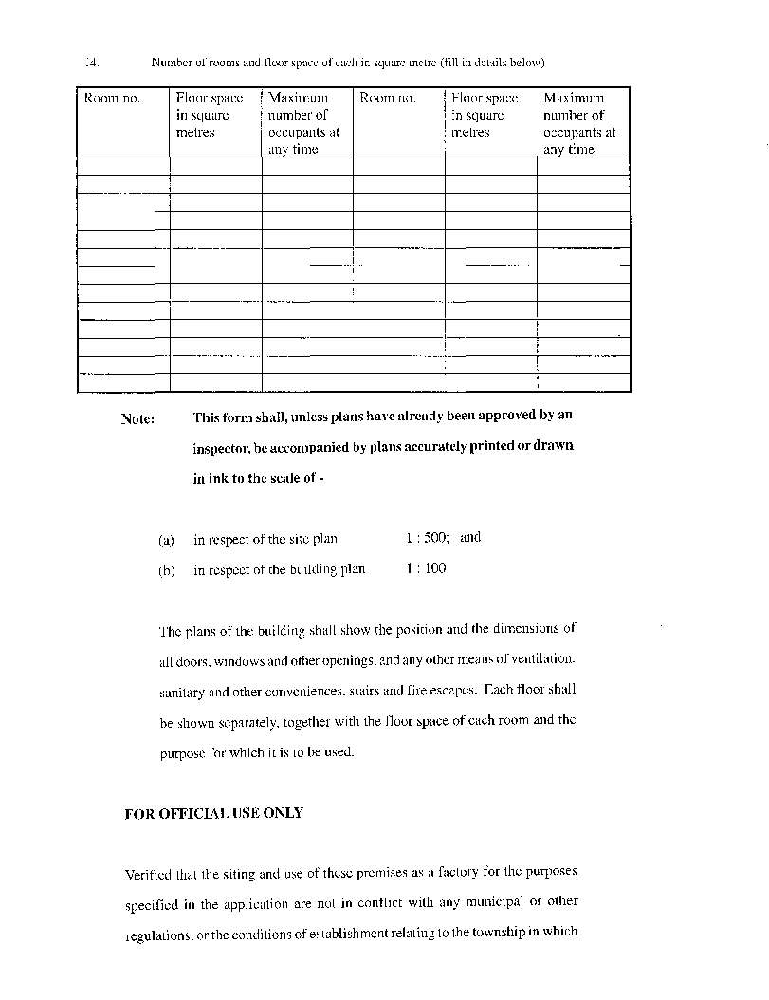 14. Number of rooms and floor space of each in square metre (fill in details below)
Room no. Floor space in square metres Maximum number of occupants at any time Room no. Floor space in square metres Maximum number of occupants at any time
Note: This form shall, unless plans have already been approved by an
inspector, be accompanied by plans accurately printed or drawn
in ink to the scale of -
(a) in respect of the site plan 1 : 500; and
(b) in respect of the building plan 1 : 100
The plans of the building shall show the position and the dimensions of
all doors, windows and other openings, and any other means of ventilation,
sanitary and other conveniences, stairs and fire escapes. Each floor shall
be shown separately, together with the floor space of each room and the
purpose for which it is to be used.
FOR OFFICIAL USE ONLY
Verified that the siting and use of these premises as a factory for the purposes
specified in the application are not in conflict with any municipal or other
regulations, or the conditions of establishment relating to the township in which